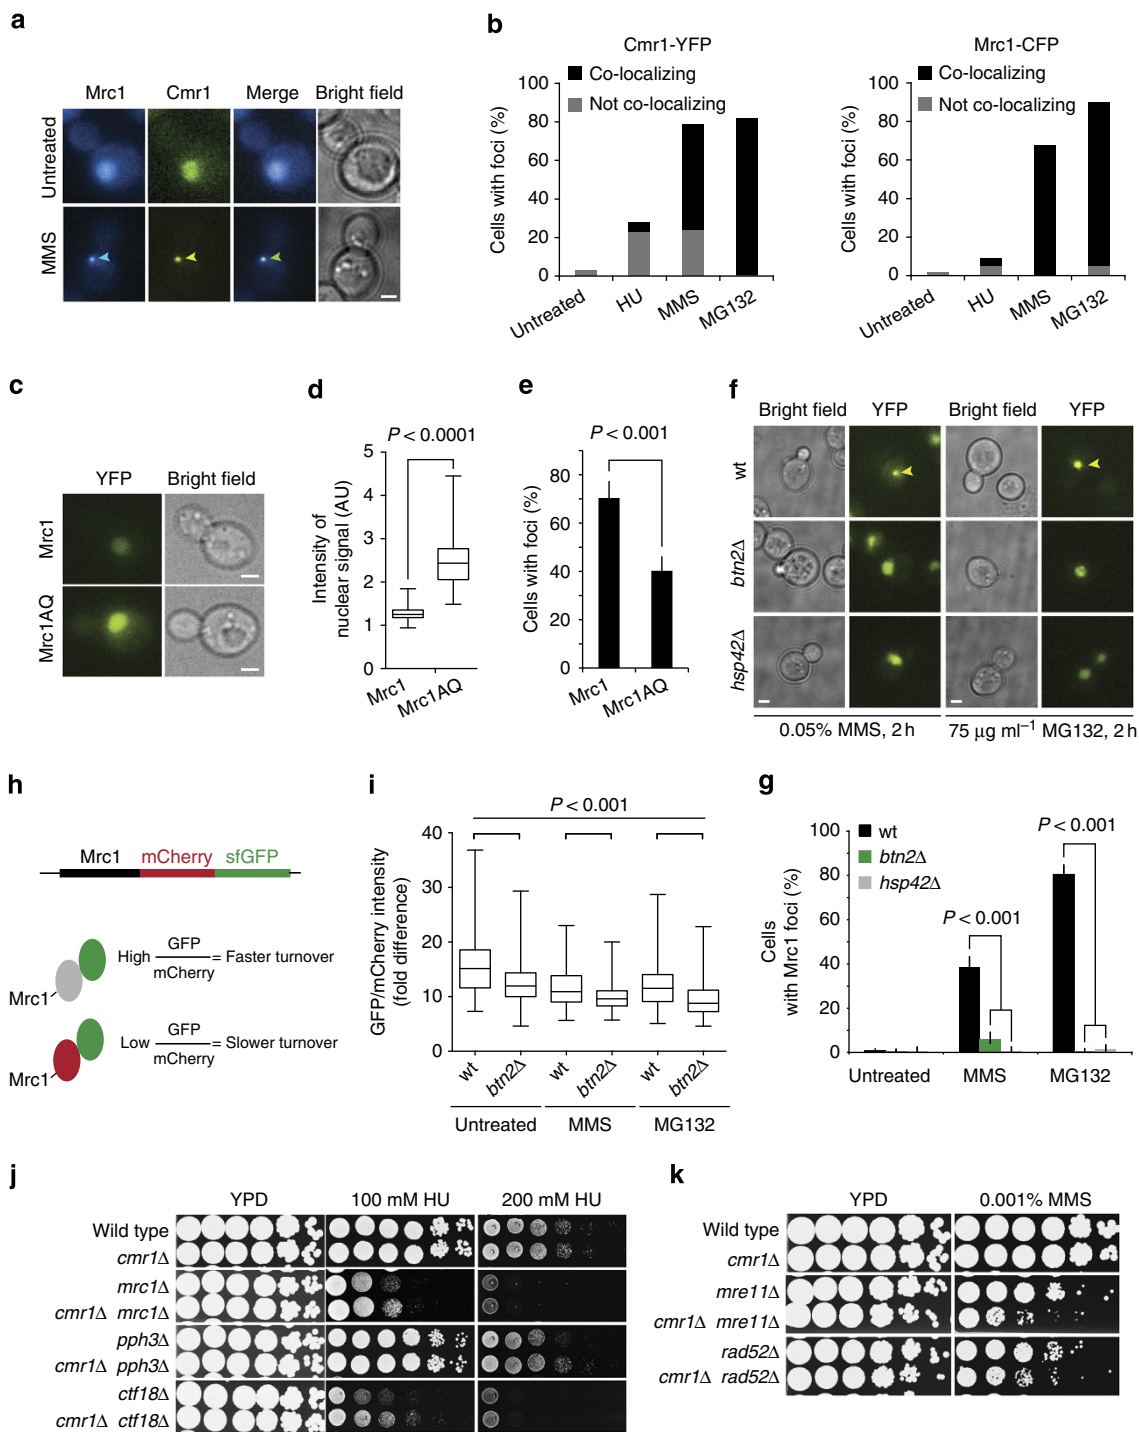 a
Mrc1 Cmr1 Merge Bright field
Untreated
MMS
b
Cmr1-YFP
Co-localizing
Not co-localizing
Cells with foci (%)
100
80
60
40
20
0
Untreated HU MMS MG132
Mrc1-CFP
Co-localizing
Not co-localizing
Cells with foci (%)
100
80
60
40
20
0
Untreated HU MMS MG132
c
YFP Bright field
Mrc1
Mrc1AQ
d
P < 0.0001
Intensity of
nuclear signal (AU)
5
4
3
2
1
0
Mrc1 Mrc1AQ
e
P < 0.001
Cells with foci (%)
80
60
40
20
0
Mrc1 Mrc1AQ
f
Bright field YFP Bright field YFP
wt
btn2Δ
hsp42Δ
0.05% MMS, 2 h 75 μg ml⁻¹ MG132, 2 h
h
Mrc1 mCherry sfGFP
High GFP/mCherry = Faster turnover
Mrc1
Low GFP/mCherry = Slower turnover
Mrc1
i
P < 0.001
GFP/mCherry intensity
(fold difference)
40
30
20
10
0
wt btn2Δ wt btn2Δ wt btn2Δ
Untreated MMS MG132
g
wt
btn2Δ
hsp42Δ
P < 0.001
P < 0.001
Cells
with Mrc1 foci (%)
100
80
60
40
20
0
Untreated MMS MG132
j
YPD 100 mM HU 200 mM HU
Wild type
cmr1Δ
mrc1Δ
cmr1Δ mrc1Δ
pph3Δ
cmr1Δ pph3Δ
ctf18Δ
cmr1Δ ctf18Δ
k
YPD 0.001% MMS
Wild type
cmr1Δ
mre11Δ
cmr1Δ mre11Δ
rad52Δ
cmr1Δ rad52Δ